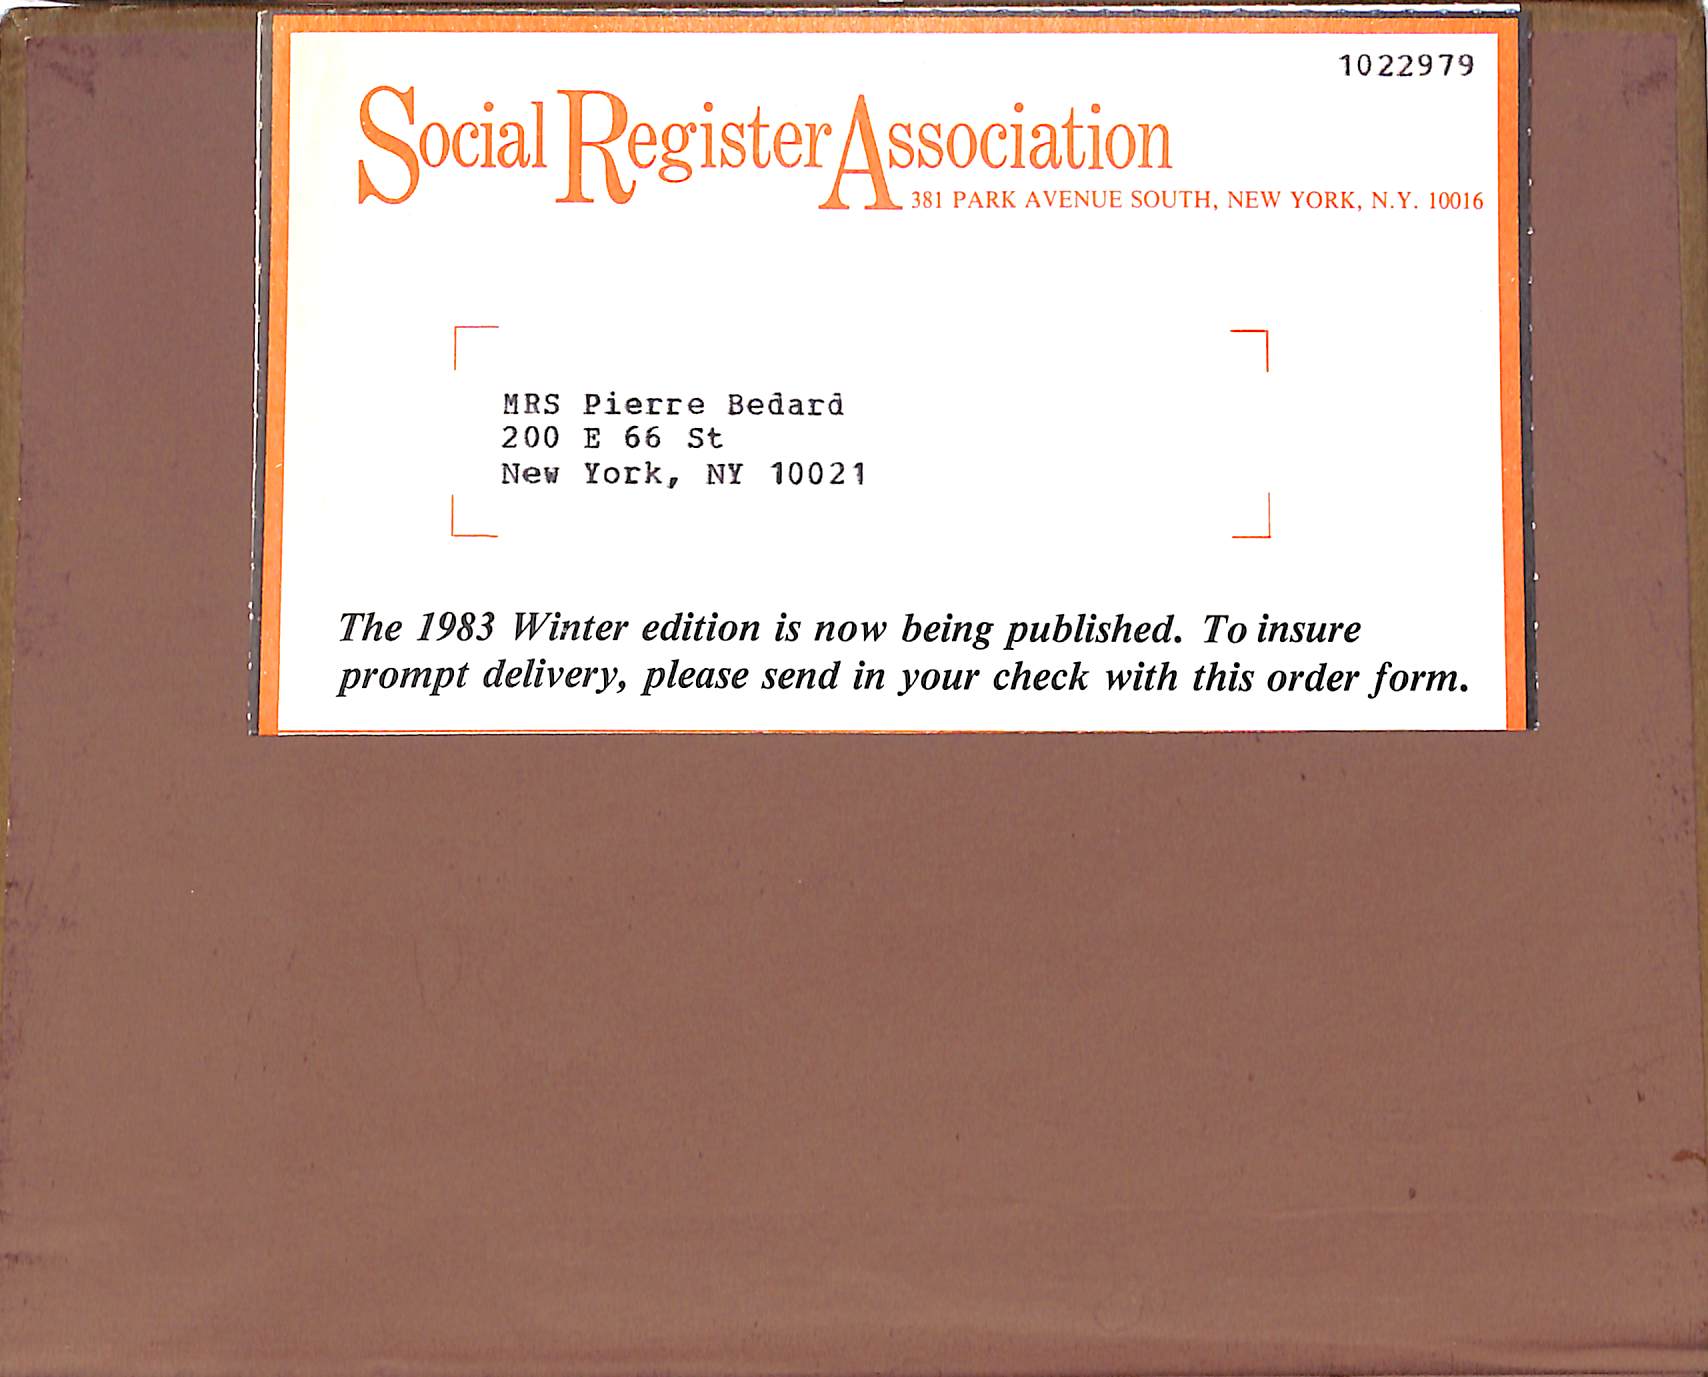 1022979
Social Register Association
381 PARK AVENUE SOUTH, NEW YORK, N.Y. 10016
MRS Pierre Bedard
200 E 66 St
New York, NY 10021
The 1983 Winter edition is now being published. To insure
prompt delivery, please send in your check with this order form.